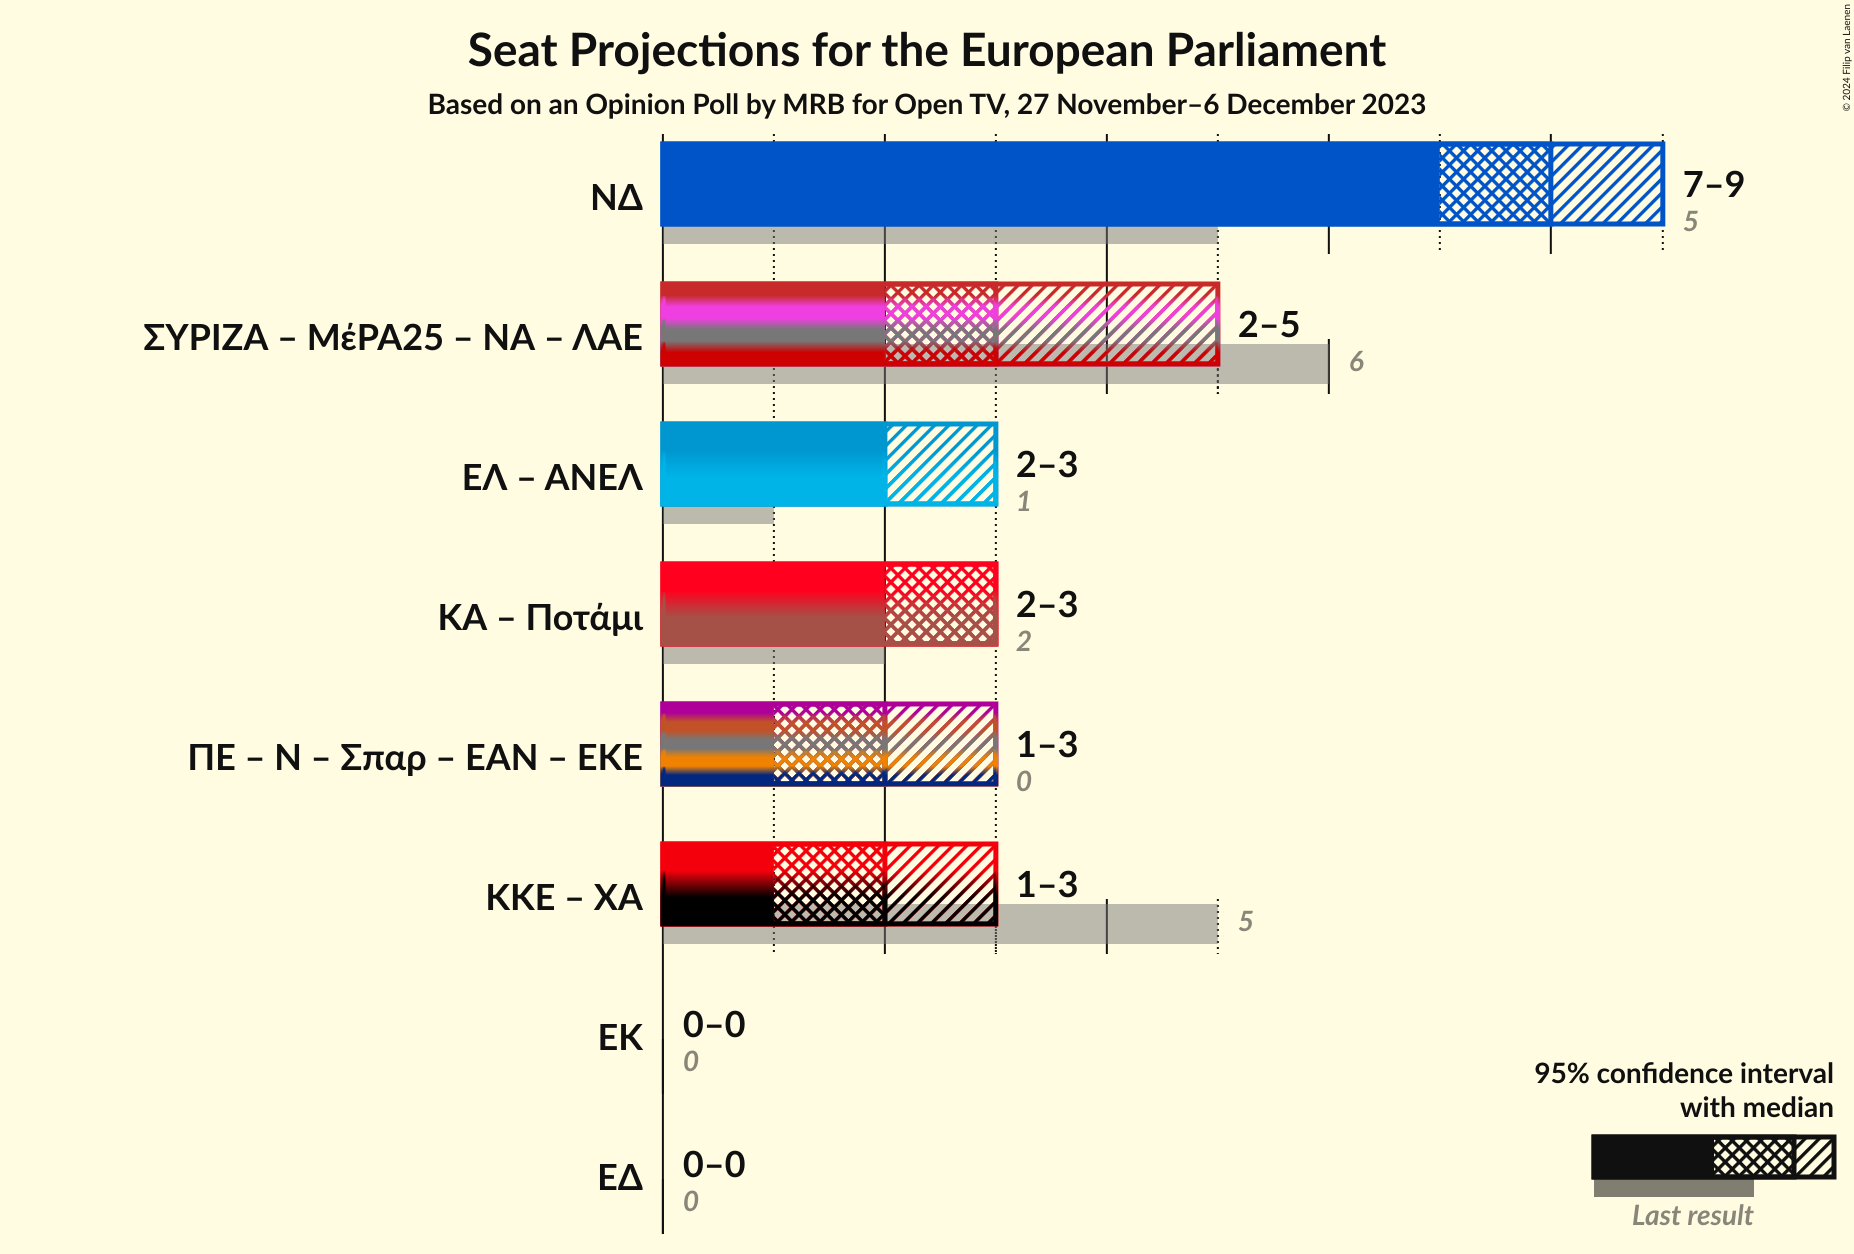 Seat Projections for the European Parliament
Based on an Opinion Poll by MRB for Open TV, 27 November–6 December 2023
© 2024 Filip van Laenen
ΝΔ
7–9
5
ΣΥΡΙΖΑ – ΜέΡΑ25 – ΝΑ – ΛΑΕ
2–5
6
ΕΛ – ΑΝΕΛ
2–3
1
ΚΑ – Ποτάμι
2–3
2
ΠΕ – Ν – Σπαρ – ΕΑΝ – ΕΚΕ
1–3
0
ΚΚΕ – ΧΑ
1–3
5
ΕΚ
0–0
0
ΕΔ
0–0
0
95% confidence interval
with median
Last result